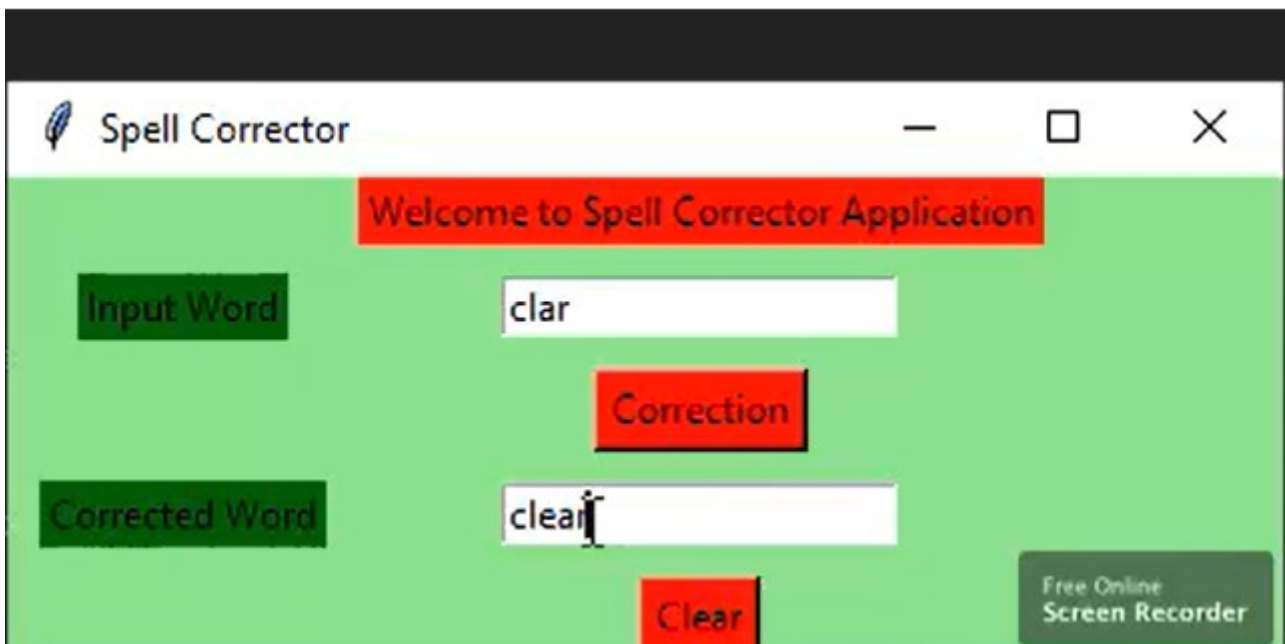 Spell Corrector
Welcome to Spell Corrector Application
Input Word clar
Correction
Corrected Word clear
Clear
Free Online
Screen Recorder